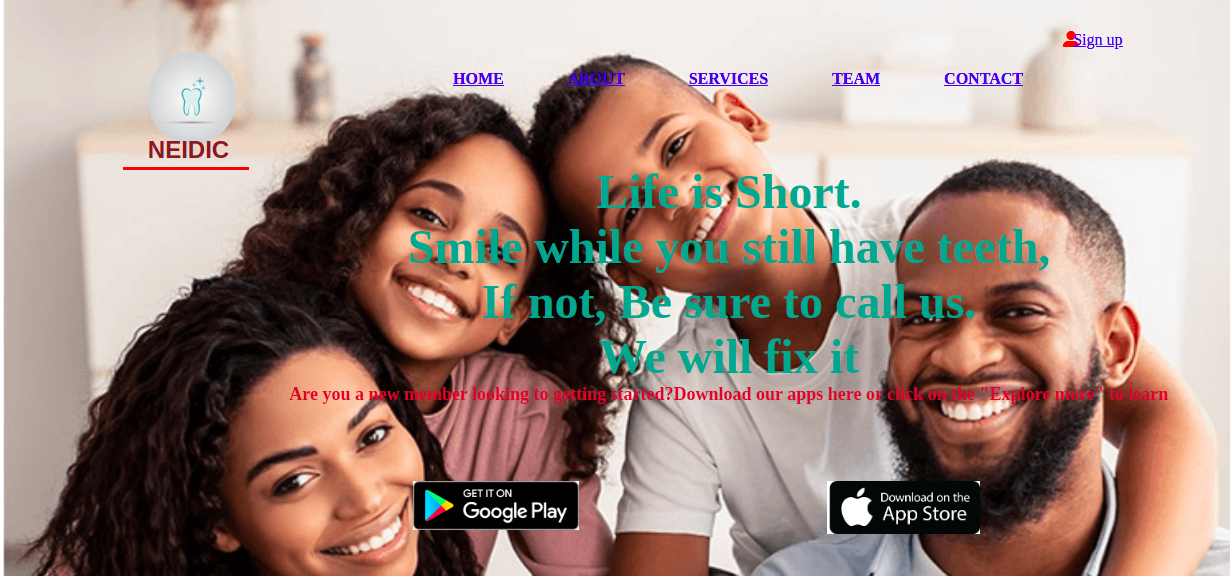 Sign up
HOME ABOUT SERVICES TEAM CONTACT
NEIDIC
Life is Short.
Smile while you still have teeth,
If not, Be sure to call us.
We will fix it
Are you a new member looking to getting started?Download our apps here or click on the "Explore more" to learn
GET IT ON
Google Play
Download on the
App Store